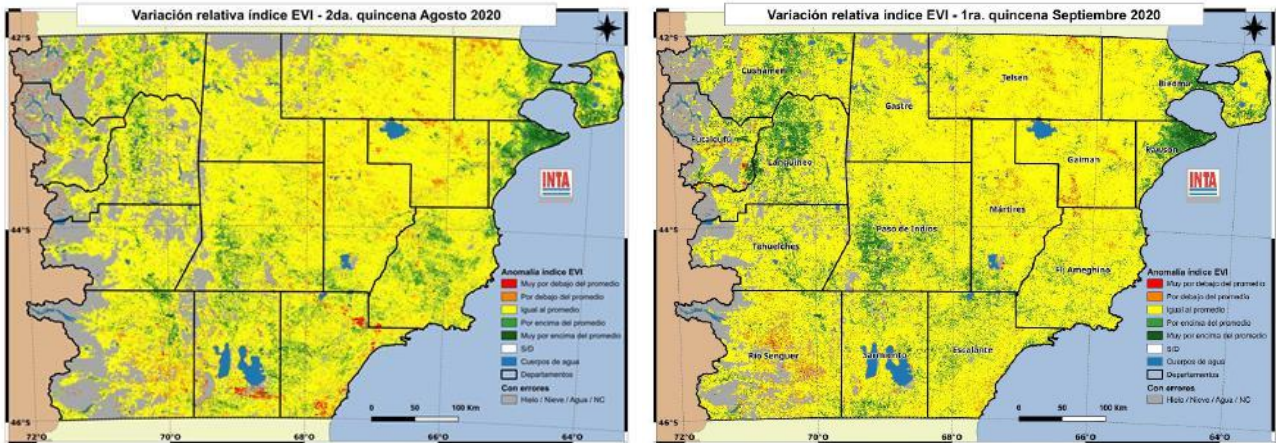 Variación relativa índice EVI - 2da. quincena Agosto 2020
42°S
44°S
46°S
72°O
70°O
68°O
66°O
64°O
INTA
Anomalía índice EVI
Muy por debajo del promedio
Por debajo del promedio
Igual al promedio
Por encima del promedio
Muy por encima del promedio
S/D
Cuerpos de agua
Departamentos
Con errores
Hielo / Nieve / Agua / NC
0 50 100 Km
Variación relativa índice EVI - 1ra. quincena Septiembre 2020
42°S
44°S
46°S
72°O
70°O
68°O
66°O
64°O
Cushamen
Telsen
Biedma
Gastre
Futaleufú
Languiñeo
Gaiman
Rawson
Mártires
Paso de Indios
Tehuelches
Fl. Ameghino
Río Senguer
Sarmiento
Escalante
INTA
Anomalía índice EVI
Muy por debajo del promedio
Por debajo del promedio
Igual al promedio
Por encima del promedio
Muy por encima del promedio
S/D
Cuerpos de agua
Departamentos
Con errores
Hielo / Nieve / Agua / NC
0 50 100 Km